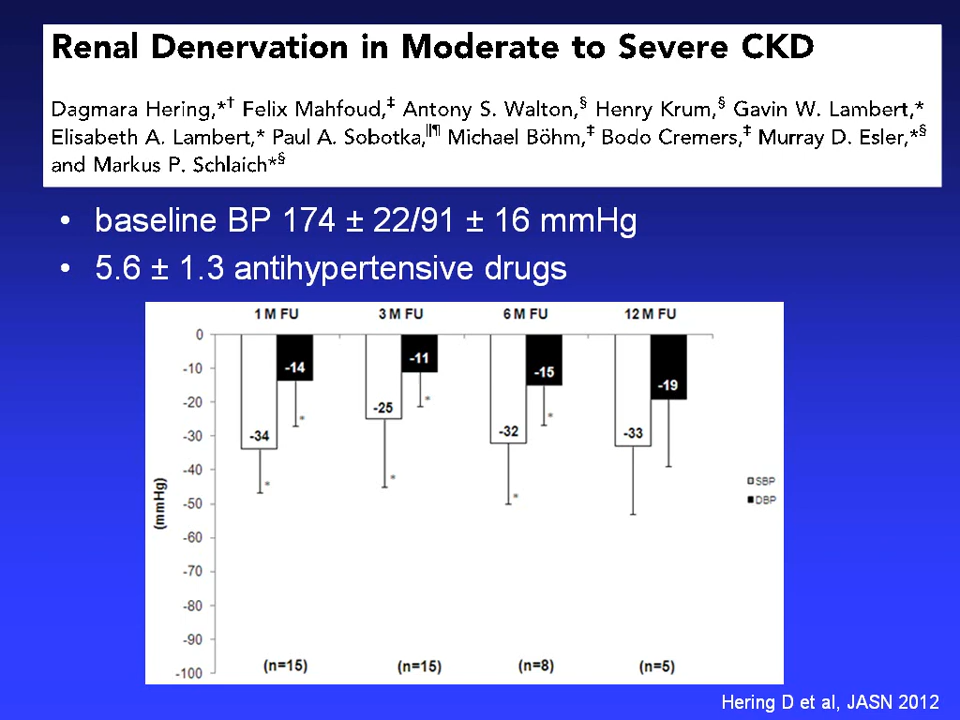 Renal Denervation in Moderate to Severe CKD
Dagmara Hering,*† Felix Mahfoud,‡ Antony S. Walton,§ Henry Krum,§ Gavin W. Lambert,*
Elisabeth A. Lambert,* Paul A. Sobotka,‖¶ Michael Böhm,‡ Bodo Cremers,‡ Murray D. Esler,*§
and Markus P. Schlaich*§
• baseline BP 174 ± 22/91 ± 16 mmHg
• 5.6 ± 1.3 antihypertensive drugs
1 M FU 3 M FU 6 M FU 12 M FU
0
-10
-20
-30
-40
-50
-60
-70
-80
-90
-100
(mmHg)
-34 -14 * *
-25 -11 * *
-32 -15 * *
-33 -19
SBP
DBP
(n=15) (n=15) (n=8) (n=5)
Hering D et al, JASN 2012